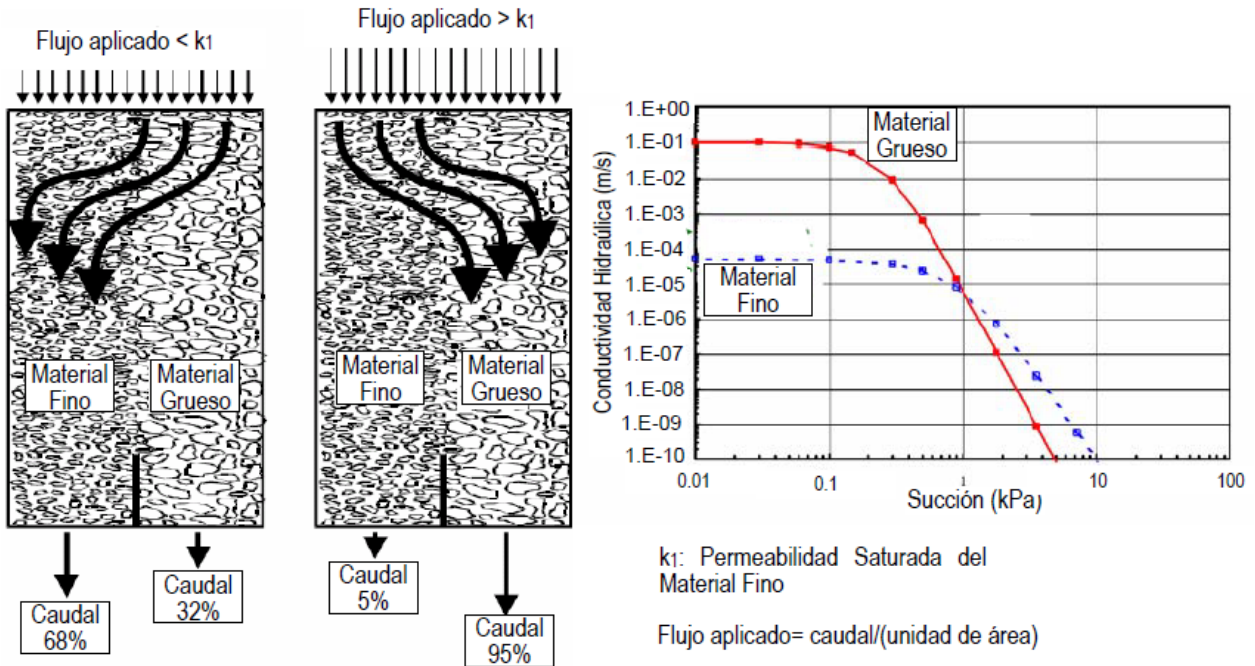 Flujo aplicado < k1
Flujo aplicado > k1
Material
Fino
Material
Grueso
Material
Fino
Material
Grueso
Caudal
68%
Caudal
32%
Caudal
5%
Caudal
95%
Conductividad Hidraúlica (m/s)
1.E+00
1.E-01
1.E-02
1.E-03
1.E-04
1.E-05
1.E-06
1.E-07
1.E-08
1.E-09
1.E-10
Material
Grueso
Material
Fino
0.01
0.1
1
10
100
Succión (kPa)
k1: Permeabilidad Saturada del
Material Fino
Flujo aplicado= caudal/(unidad de área)